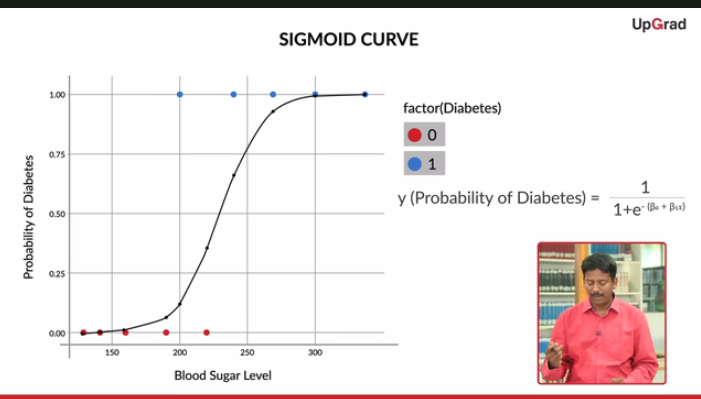 UpGrad
SIGMOID CURVE
Probability of Diabetes
1.00
0.75
0.50
0.25
0.00
150 200 250 300
Blood Sugar Level
factor(Diabetes)
0
1
y (Probability of Diabetes) = 1 / 1+e^-(β₀ + β₁x)